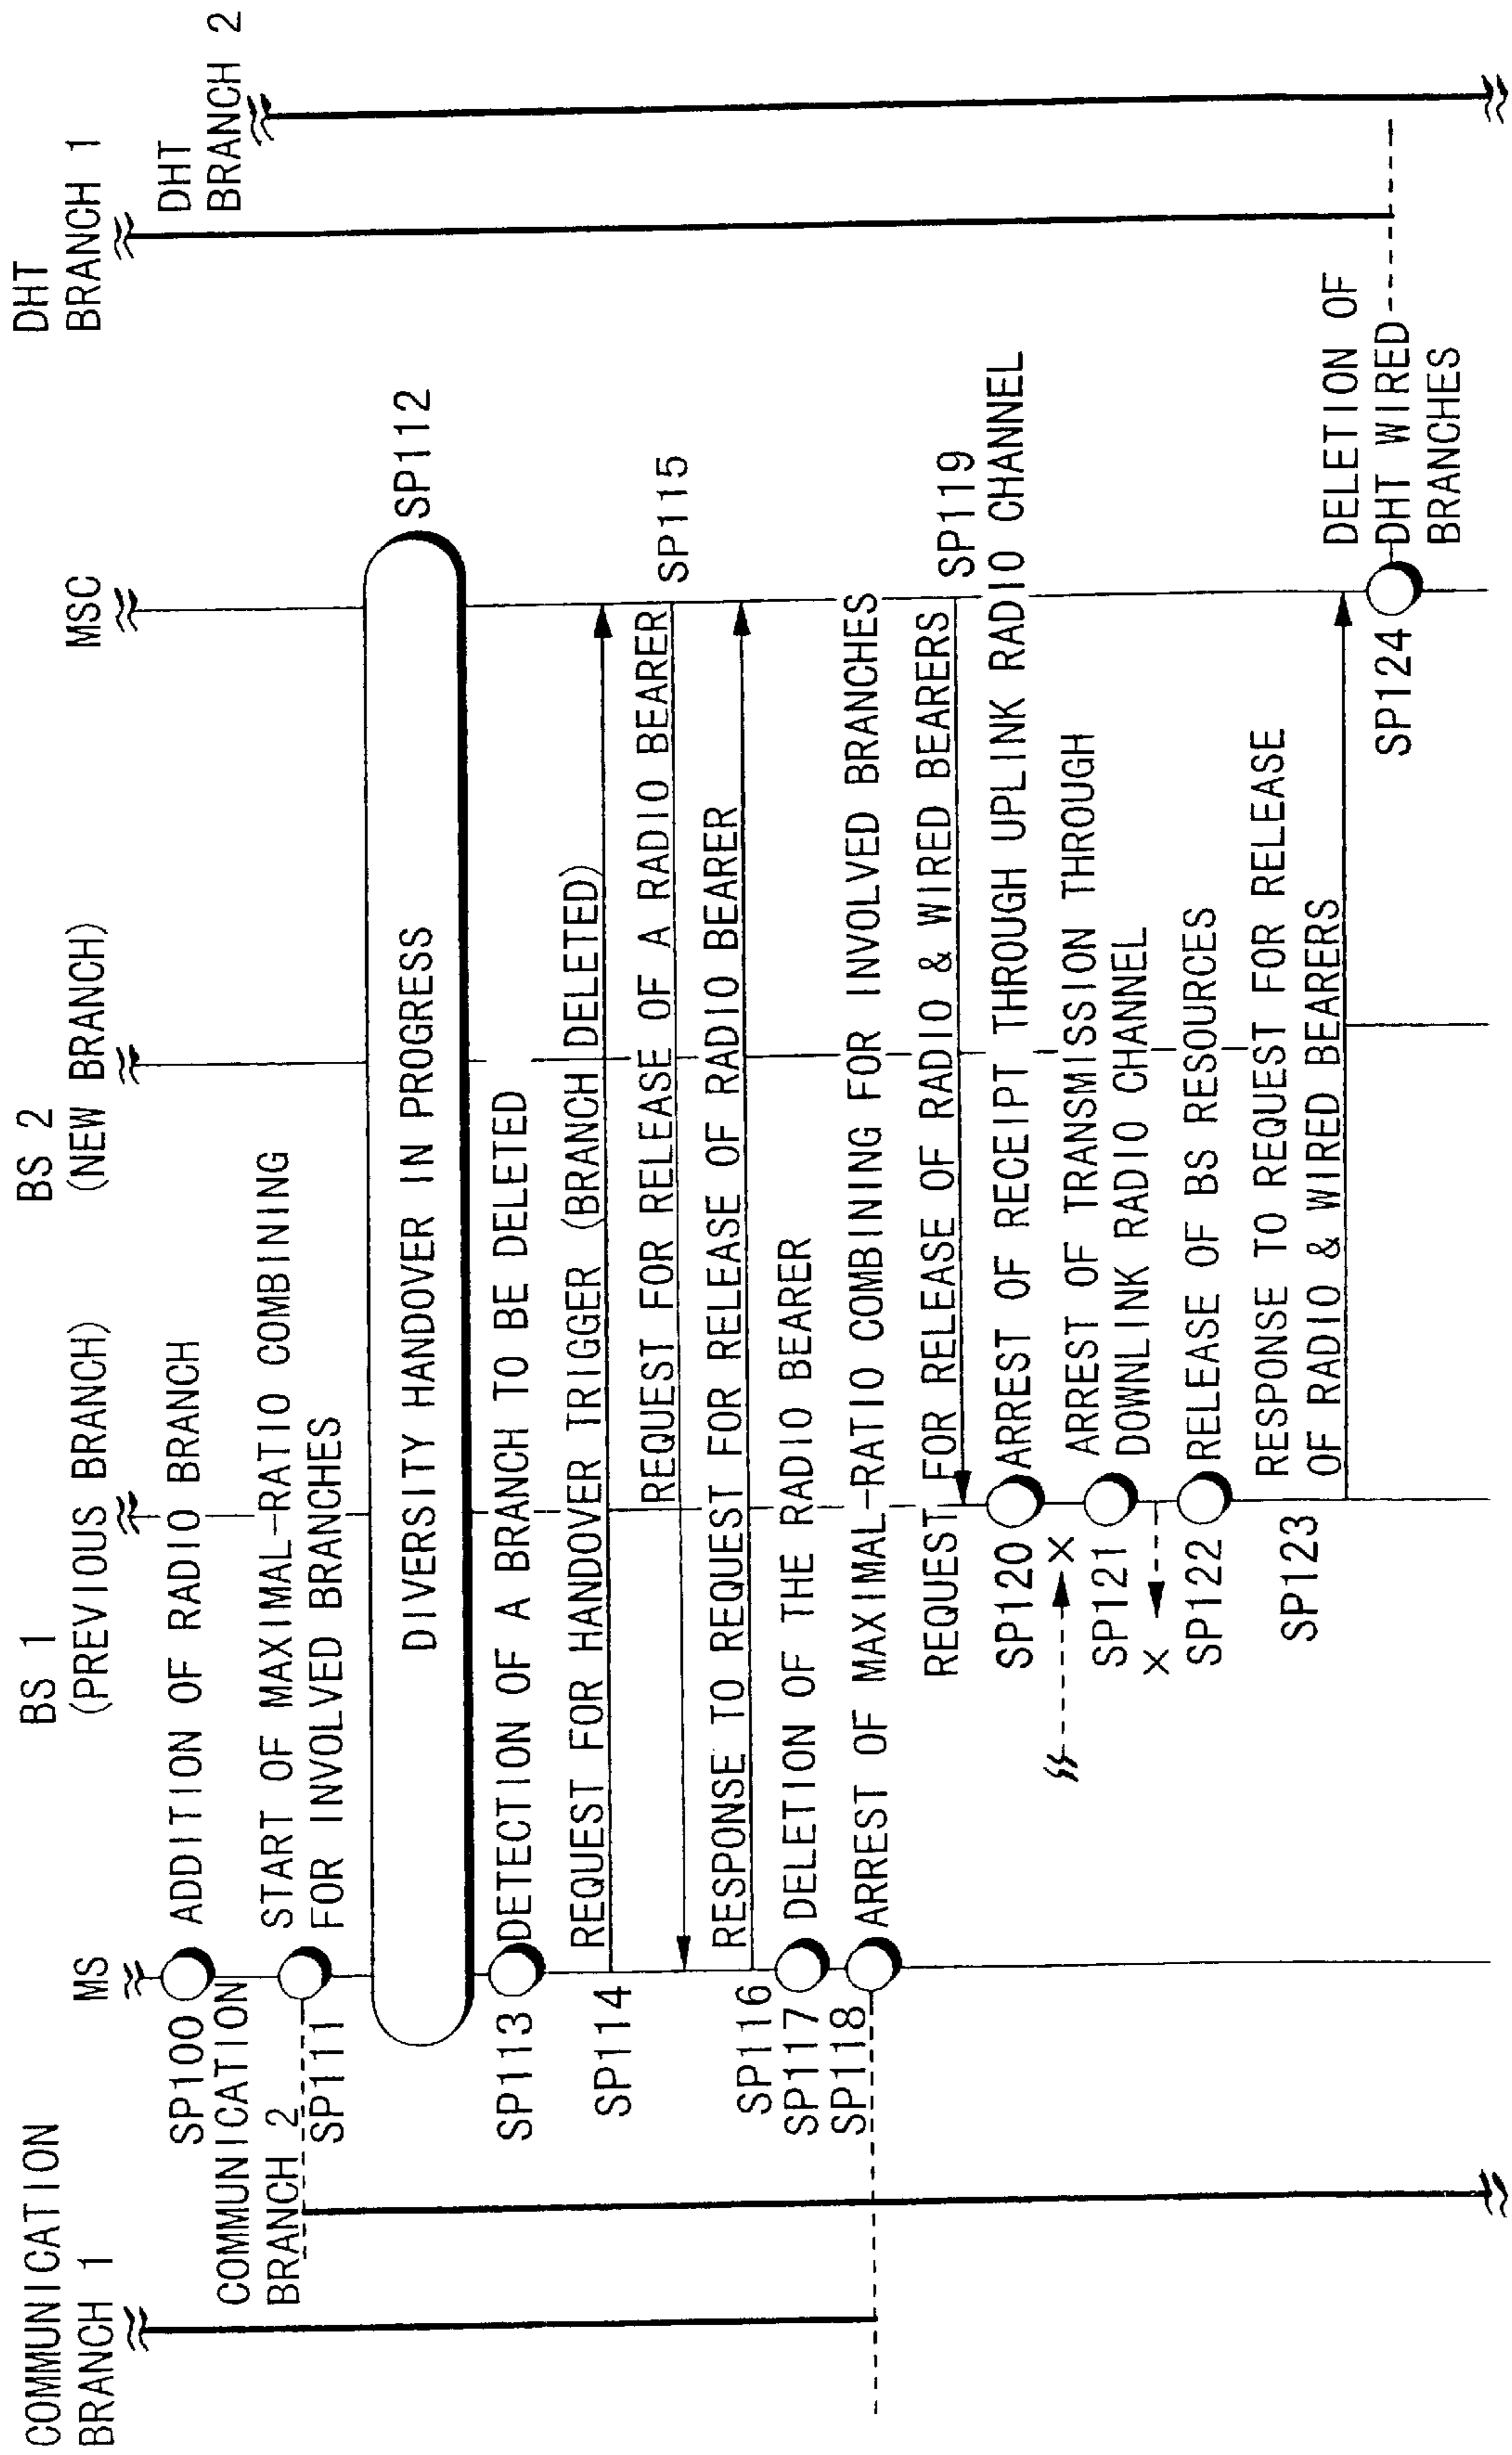 COMMUNICATION
BRANCH 1
MS
BS 1
(PREVIOUS BRANCH)
BS 2
(NEW BRANCH)
MSC
DHT
BRANCH 1
DHT
BRANCH 2
SP100
ADDITION OF RADIO BRANCH
COMMUNICATION
BRANCH 2
SP111
START OF MAXIMAL-RATIO COMBINING
FOR INVOLVED BRANCHES
DIVERSITY HANDOVER IN PROGRESS
SP112
SP113
DETECTION OF A BRANCH TO BE DELETED
SP114
REQUEST FOR HANDOVER TRIGGER (BRANCH DELETED)
REQUEST FOR RELEASE OF A RADIO BEARER
SP115
SP116
RESPONSE TO REQUEST FOR RELEASE OF RADIO BEARER
SP117
DELETION OF THE RADIO BEARER
SP118
ARREST OF MAXIMAL-RATIO COMBINING FOR INVOLVED BRANCHES
REQUEST FOR RELEASE OF RADIO & WIRED BEARERS
SP119
SP120
ARREST OF RECEIPT THROUGH UPLINK RADIO CHANNEL
X
SP121
ARREST OF TRANSMISSION THROUGH
DOWNLINK RADIO CHANNEL
X
SP122
RELEASE OF BS RESOURCES
SP123
RESPONSE TO REQUEST FOR RELEASE
OF RADIO & WIRED BEARERS
SP124
DELETION OF
DHT WIRED
BRANCHES